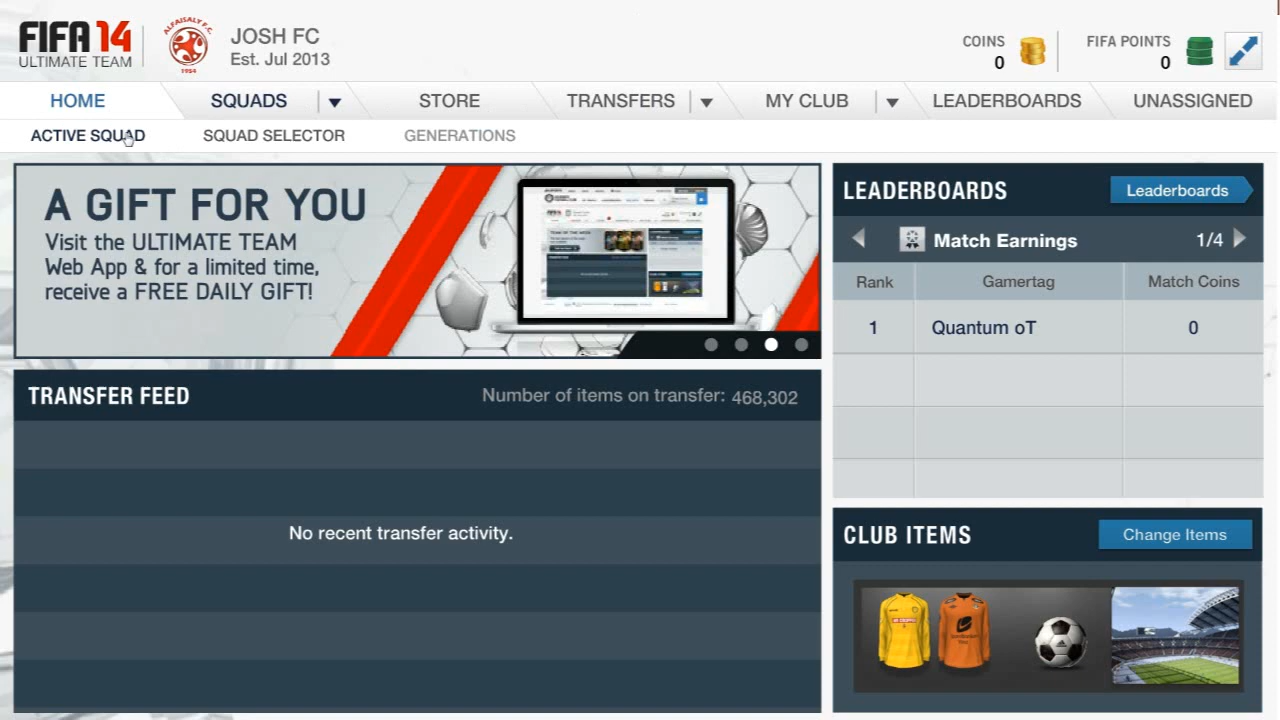 FIFA 14
ULTIMATE TEAM
ALFAISALY F.C.
1954
JOSH FC
Est. Jul 2013
COINS
0
FIFA POINTS
0
HOME
SQUADS
STORE
TRANSFERS
MY CLUB
LEADERBOARDS
UNASSIGNED
ACTIVE SQUAD
SQUAD SELECTOR
GENERATIONS
A GIFT FOR YOU
Visit the ULTIMATE TEAM
Web App & for a limited time,
receive a FREE DAILY GIFT!
TRANSFER FEED
Number of items on transfer: 468,302
No recent transfer activity.
LEADERBOARDS
Leaderboards
Match Earnings
1/4
Rank Gamertag Match Coins
1 Quantum oT 0
CLUB ITEMS
Change Items